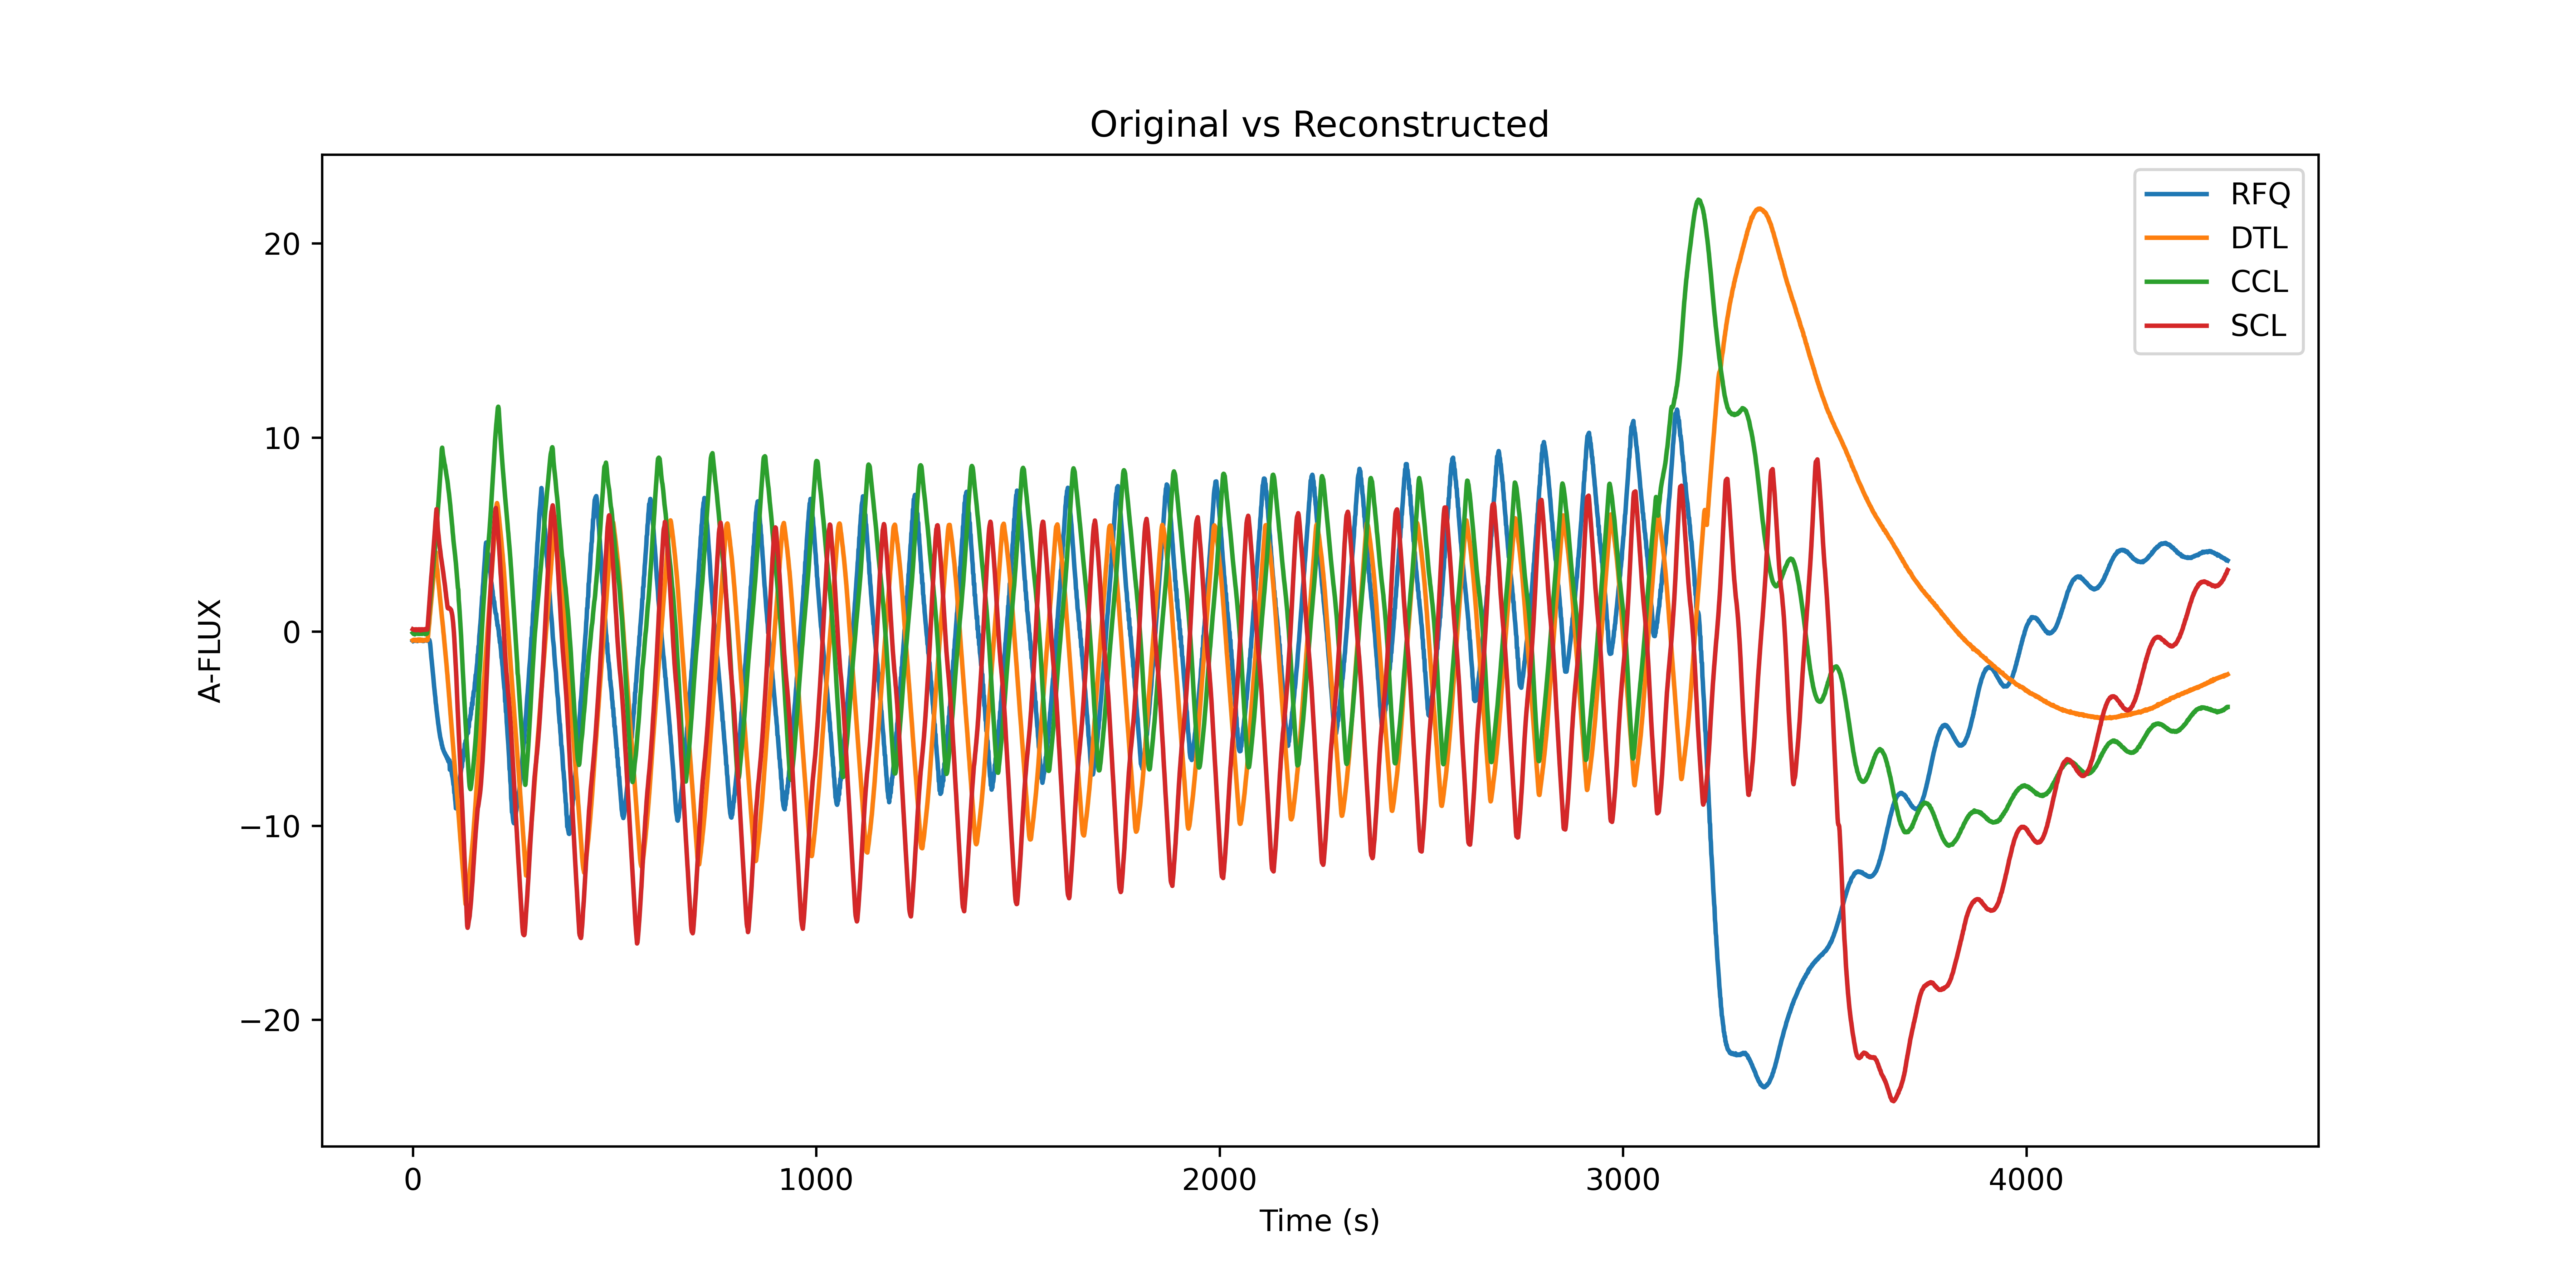 Original vs Reconstructed
RFQ
DTL
CCL
SCL
A-FLUX
20
10
0
−10
−20
0
1000
2000
3000
4000
Time (s)